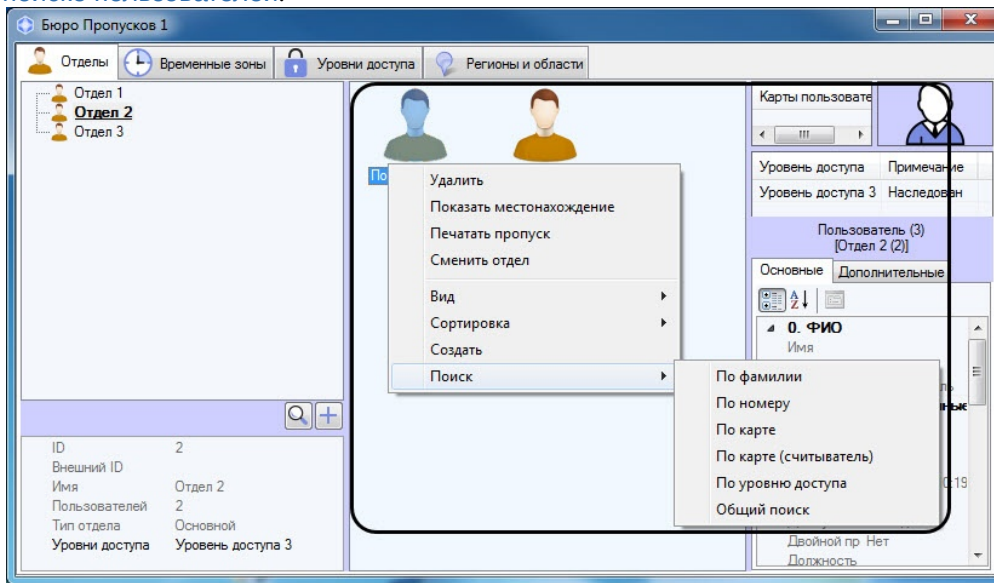 поиске пользователей.
Бюро Пропусков 1
Отделы Временные зоны Уровни доступа Регионы и области
Отдел 1
Отдел 2
Отдел 3
По
Удалить
Показать местонахождение
Печатать пропуск
Сменить отдел
Вид
Сортировка
Создать
Поиск
По фамилии
По номеру
По карте
По карте (считыватель)
По уровню доступа
Общий поиск
Карты пользовате
Уровень доступа Примечание
Уровень доступа 3 Наследован
Пользователь (3)
[Отдел 2 (2)]
Основные Дополнительные
0. ФИО
Имя
Двойной пр Нет
Должность
ID 2
Внешний ID
Имя Отдел 2
Пользователей 2
Тип отдела Основной
Уровни доступа Уровень доступа 3